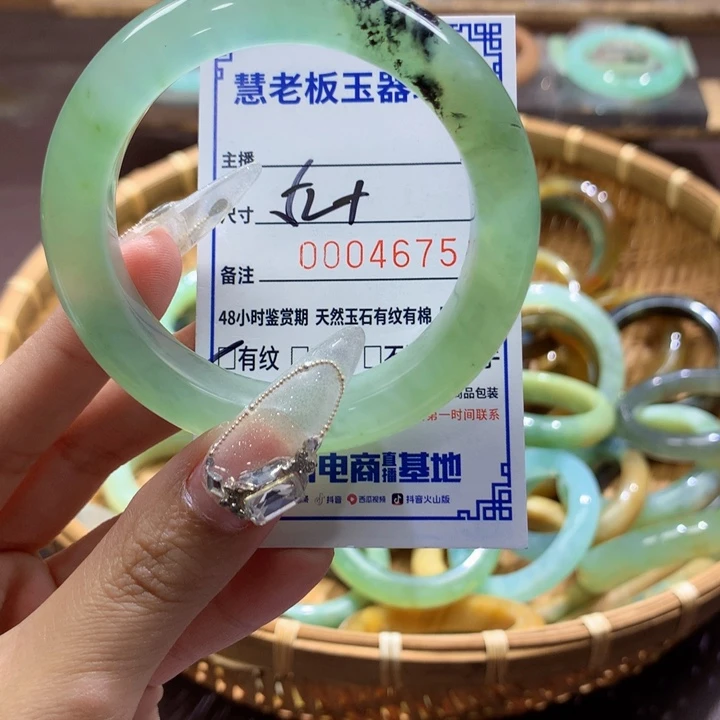 慧老板玉器
主播
尺寸 54
0004675
备注
48小时鉴赏期 天然玉石有纹有棉
有纹 不
商品包装
第一时间联系
电商直播基地
抖音 西瓜视频 抖音火山版